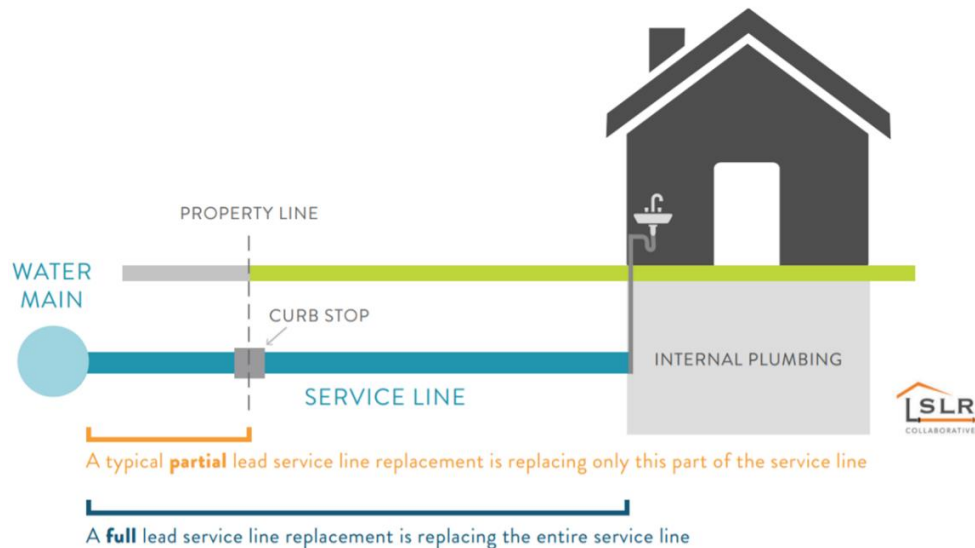 PROPERTY LINE
WATER
MAIN
CURB STOP
SERVICE LINE
INTERNAL PLUMBING
LSLR
COLLABORATIVE
A typical partial lead service line replacement is replacing only this part of the service line
A full lead service line replacement is replacing the entire service line